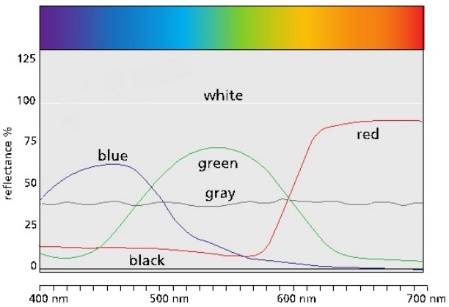 125
100
white
75
red
blue
green
reflectance %
50
gray
25
black
0
400 nm
500 nm
600 nm
700 nm